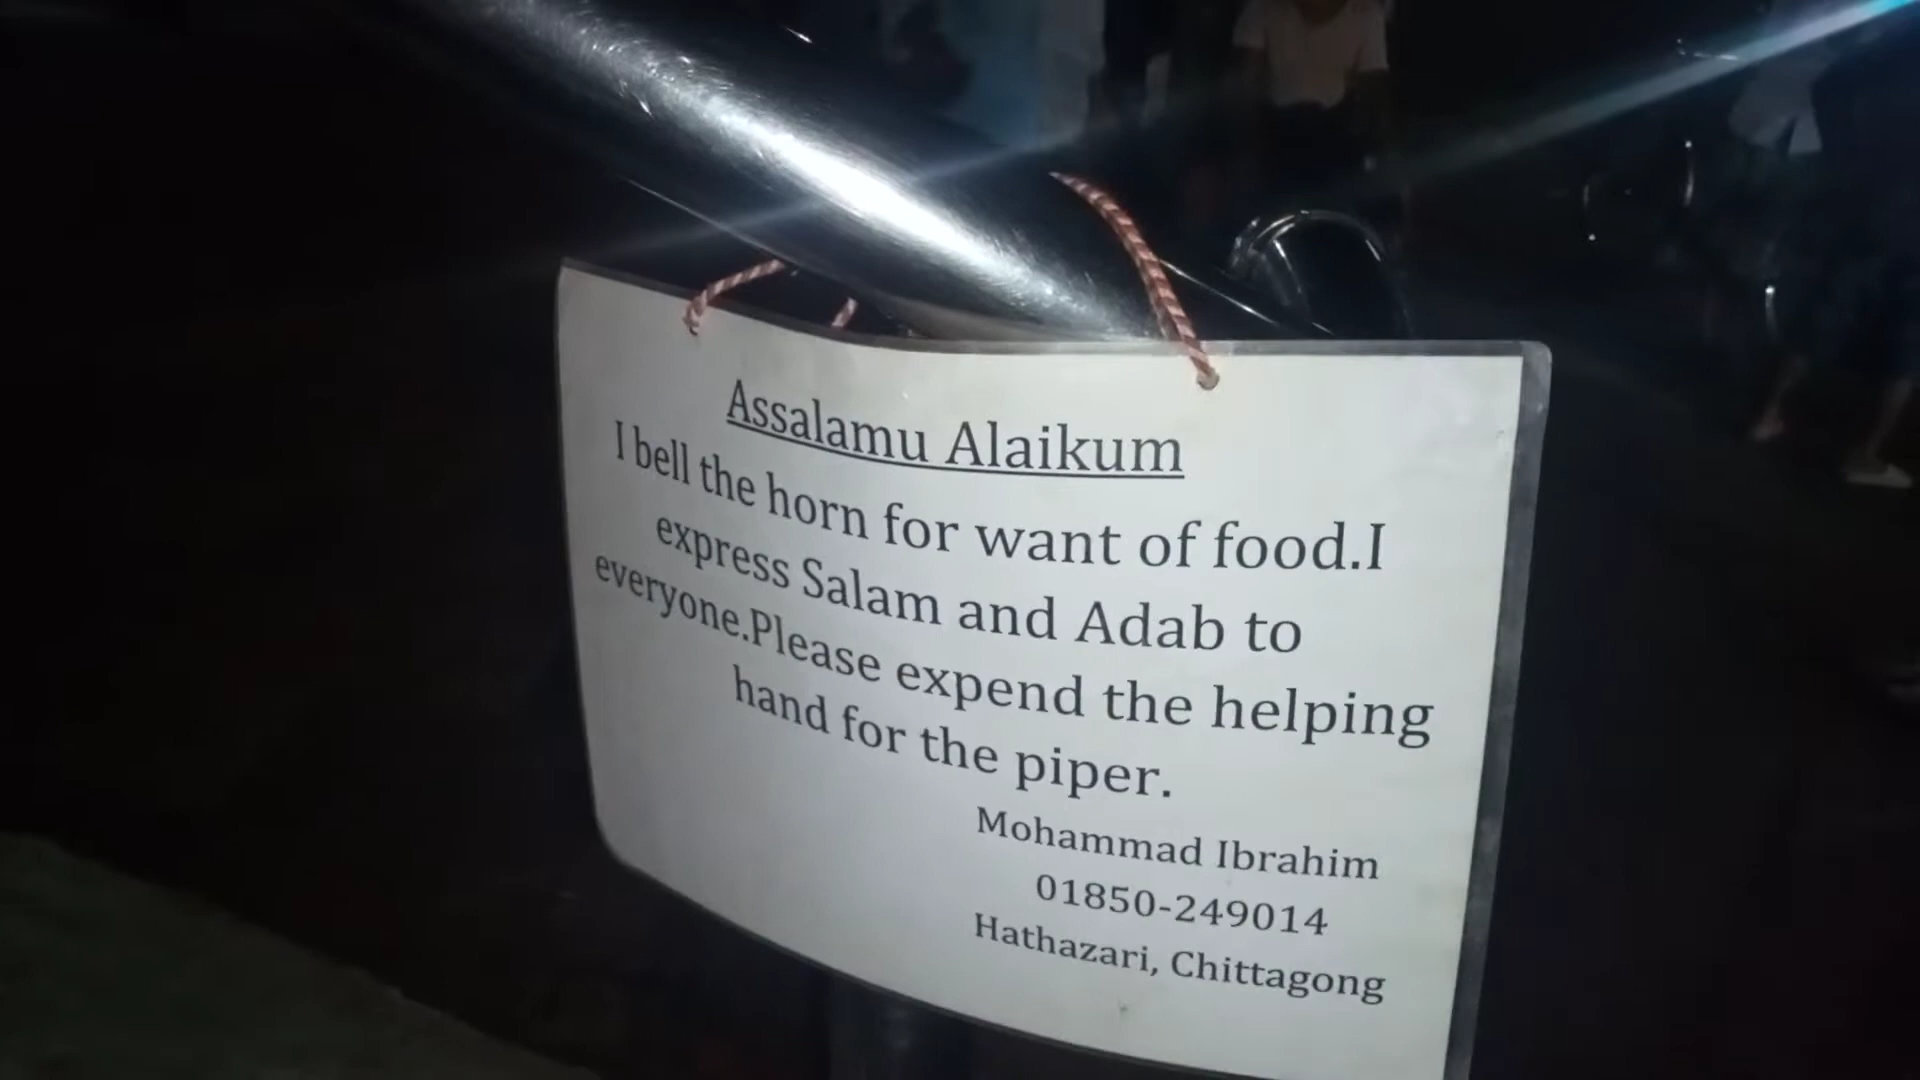 Assalamu Alaikum
I bell the horn for want of food.I
express Salam and Adab to
everyone.Please expend the helping
hand for the piper.
Mohammad Ibrahim
01850-249014
Hathazari, Chittagong